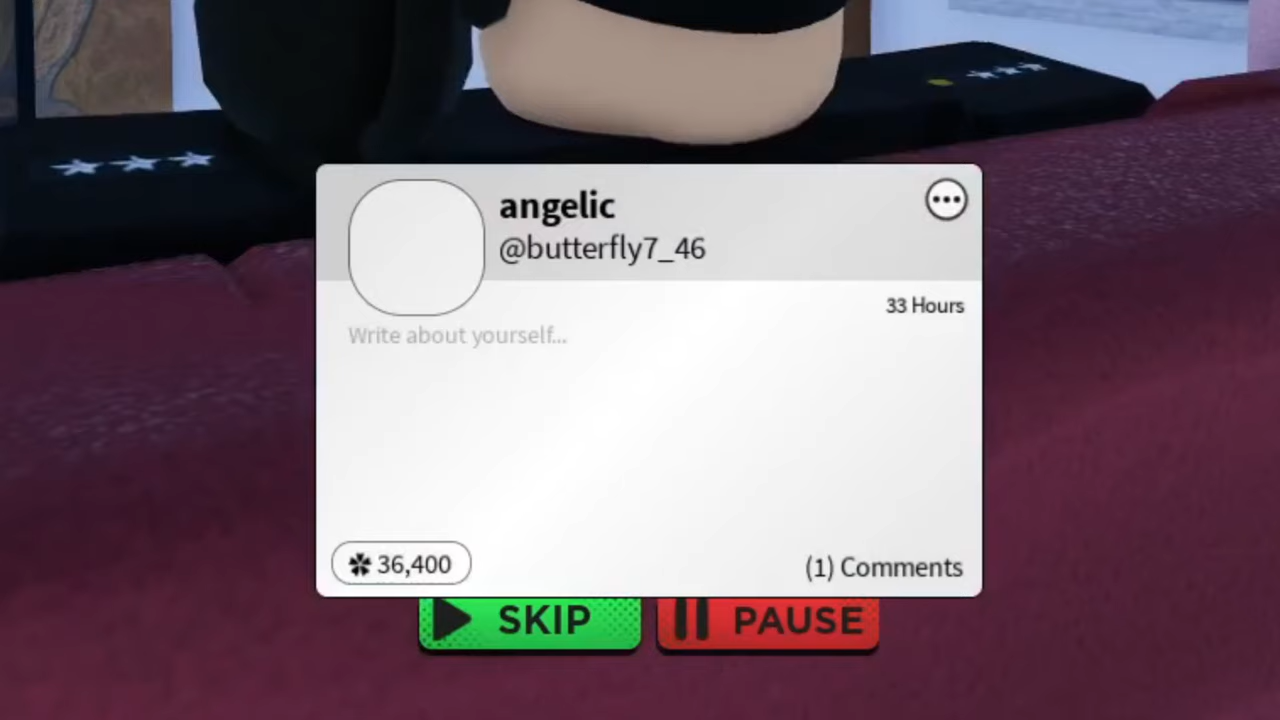 angelic
@butterfly7_46
33 Hours
Write about yourself...
36,400
(1) Comments
SKIP
PAUSE